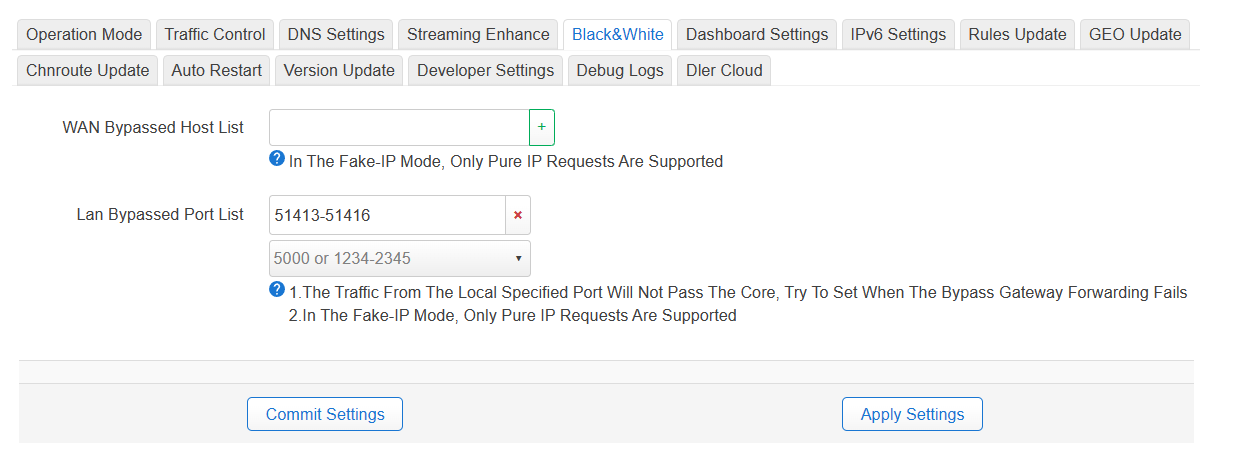 Operation Mode Traffic Control DNS Settings Streaming Enhance Black&White Dashboard Settings IPv6 Settings Rules Update GEO Update
Chnroute Update Auto Restart Version Update Developer Settings Debug Logs Dler Cloud
WAN Bypassed Host List +
? In The Fake-IP Mode, Only Pure IP Requests Are Supported
Lan Bypassed Port List 51413-51416 ×
5000 or 1234-2345 ▾
? 1.The Traffic From The Local Specified Port Will Not Pass The Core, Try To Set When The Bypass Gateway Forwarding Fails
2.In The Fake-IP Mode, Only Pure IP Requests Are Supported
Commit Settings Apply Settings